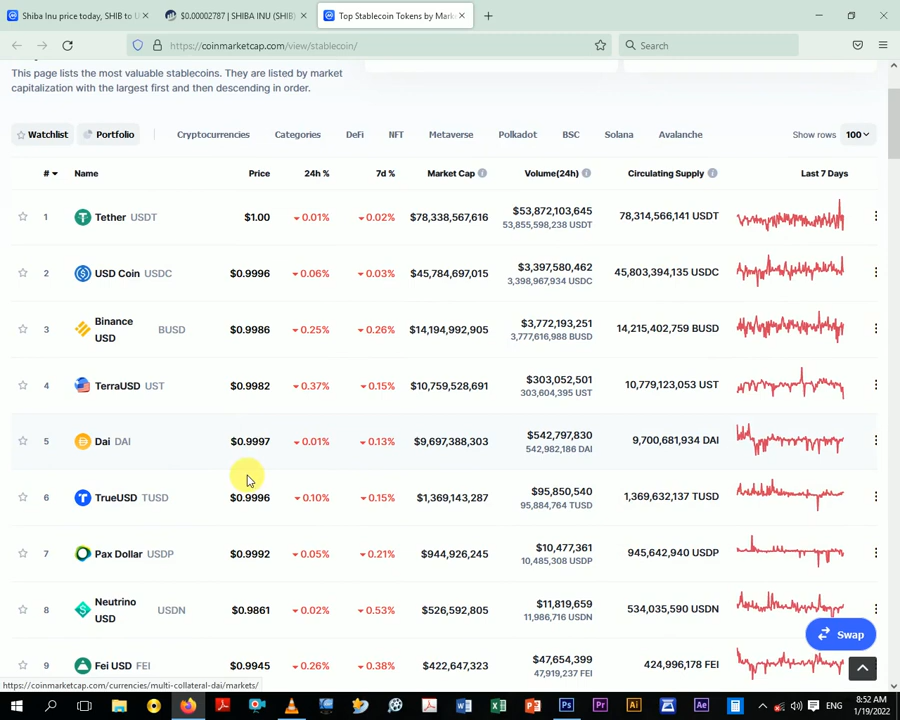 Shiba Inu price today, SHIB to U
$0.00002787 | SHIBA INU (SHIB)
Top Stablecoin Tokens by Marke
https://coinmarketcap.com/view/stablecoin/
Search
This page lists the most valuable stablecoins. They are listed by market
capitalization with the largest first and then descending in order.
Watchlist Portfolio Cryptocurrencies Categories DeFi NFT Metaverse Polkadot BSC Solana Avalanche Show rows 100
# Name Price 24h % 7d % Market Cap Volume(24h) Circulating Supply Last 7 Days
1 Tether USDT $1.00 0.01% 0.02% $78,338,567,616 $53,872,103,645 78,314,566,141 USDT
53,855,598,238 USDT
2 USD Coin USDC $0.9996 0.06% 0.03% $45,784,697,015 $3,397,580,462 45,803,394,135 USDC
3,398,967,934 USDC
3 Binance USD BUSD $0.9986 0.25% 0.26% $14,194,992,905 $3,772,193,251 14,215,402,759 BUSD
3,777,616,988 BUSD
4 TerraUSD UST $0.9982 0.37% 0.15% $10,759,528,691 $303,052,501 10,779,123,053 UST
303,604,395 UST
5 Dai DAI $0.9997 0.01% 0.13% $9,697,388,303 $542,797,830 9,700,681,934 DAI
542,982,186 DAI
6 TrueUSD TUSD $0.9996 0.10% 0.15% $1,369,143,287 $95,850,540 1,369,632,137 TUSD
95,884,764 TUSD
7 Pax Dollar USDP $0.9992 0.05% 0.21% $944,926,245 $10,477,361 945,642,940 USDP
10,485,308 USDP
8 Neutrino USD USDN $0.9861 0.02% 0.53% $526,592,805 $11,819,659 534,035,590 USDN
11,986,716 USDN
Swap
9 Fei USD FEI $0.9945 0.26% 0.38% $422,647,323 $47,654,399 424,996,178 FEI
47,919,237 FEI
https://coinmarketcap.com/currencies/multi-collateral-dai/markets/
ENG
8:52 AM
1/19/2022